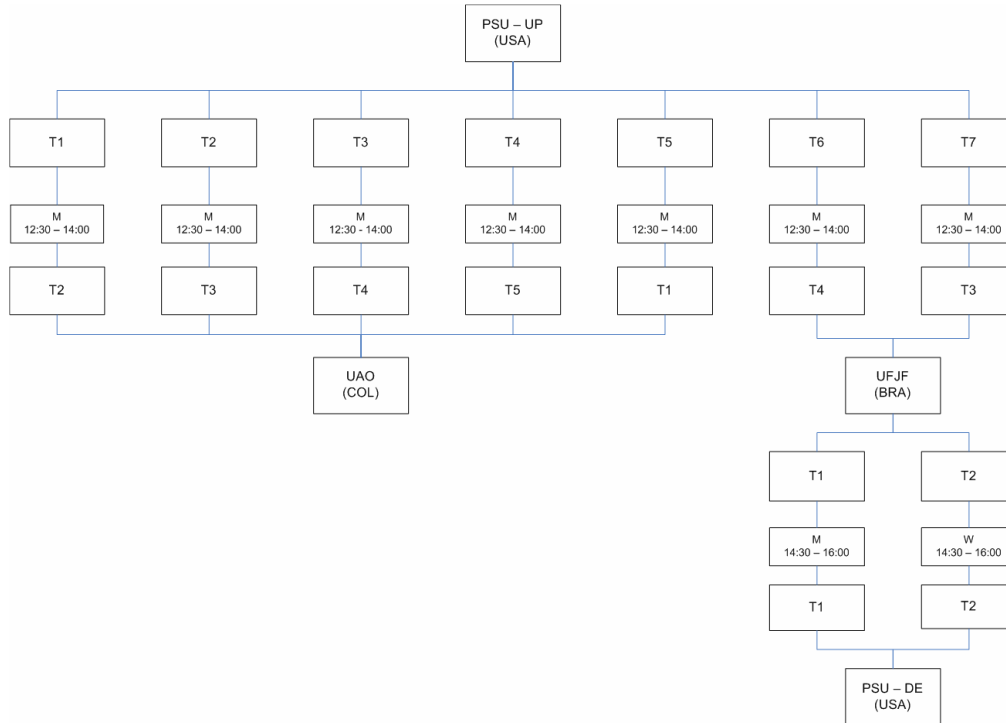 PSU – UP
(USA)
T1
T2
T3
T4
T5
T6
T7
M
12:30 – 14:00
M
12:30 – 14:00
M
12:30 - 14:00
M
12:30 – 14:00
M
12:30 – 14:00
M
12:30 – 14:00
M
12:30 – 14:00
T2
T3
T4
T5
T1
T4
T3
UAO
(COL)
UFJF
(BRA)
T1
T2
M
14:30 – 16:00
W
14:30 – 16:00
T1
T2
PSU – DE
(USA)